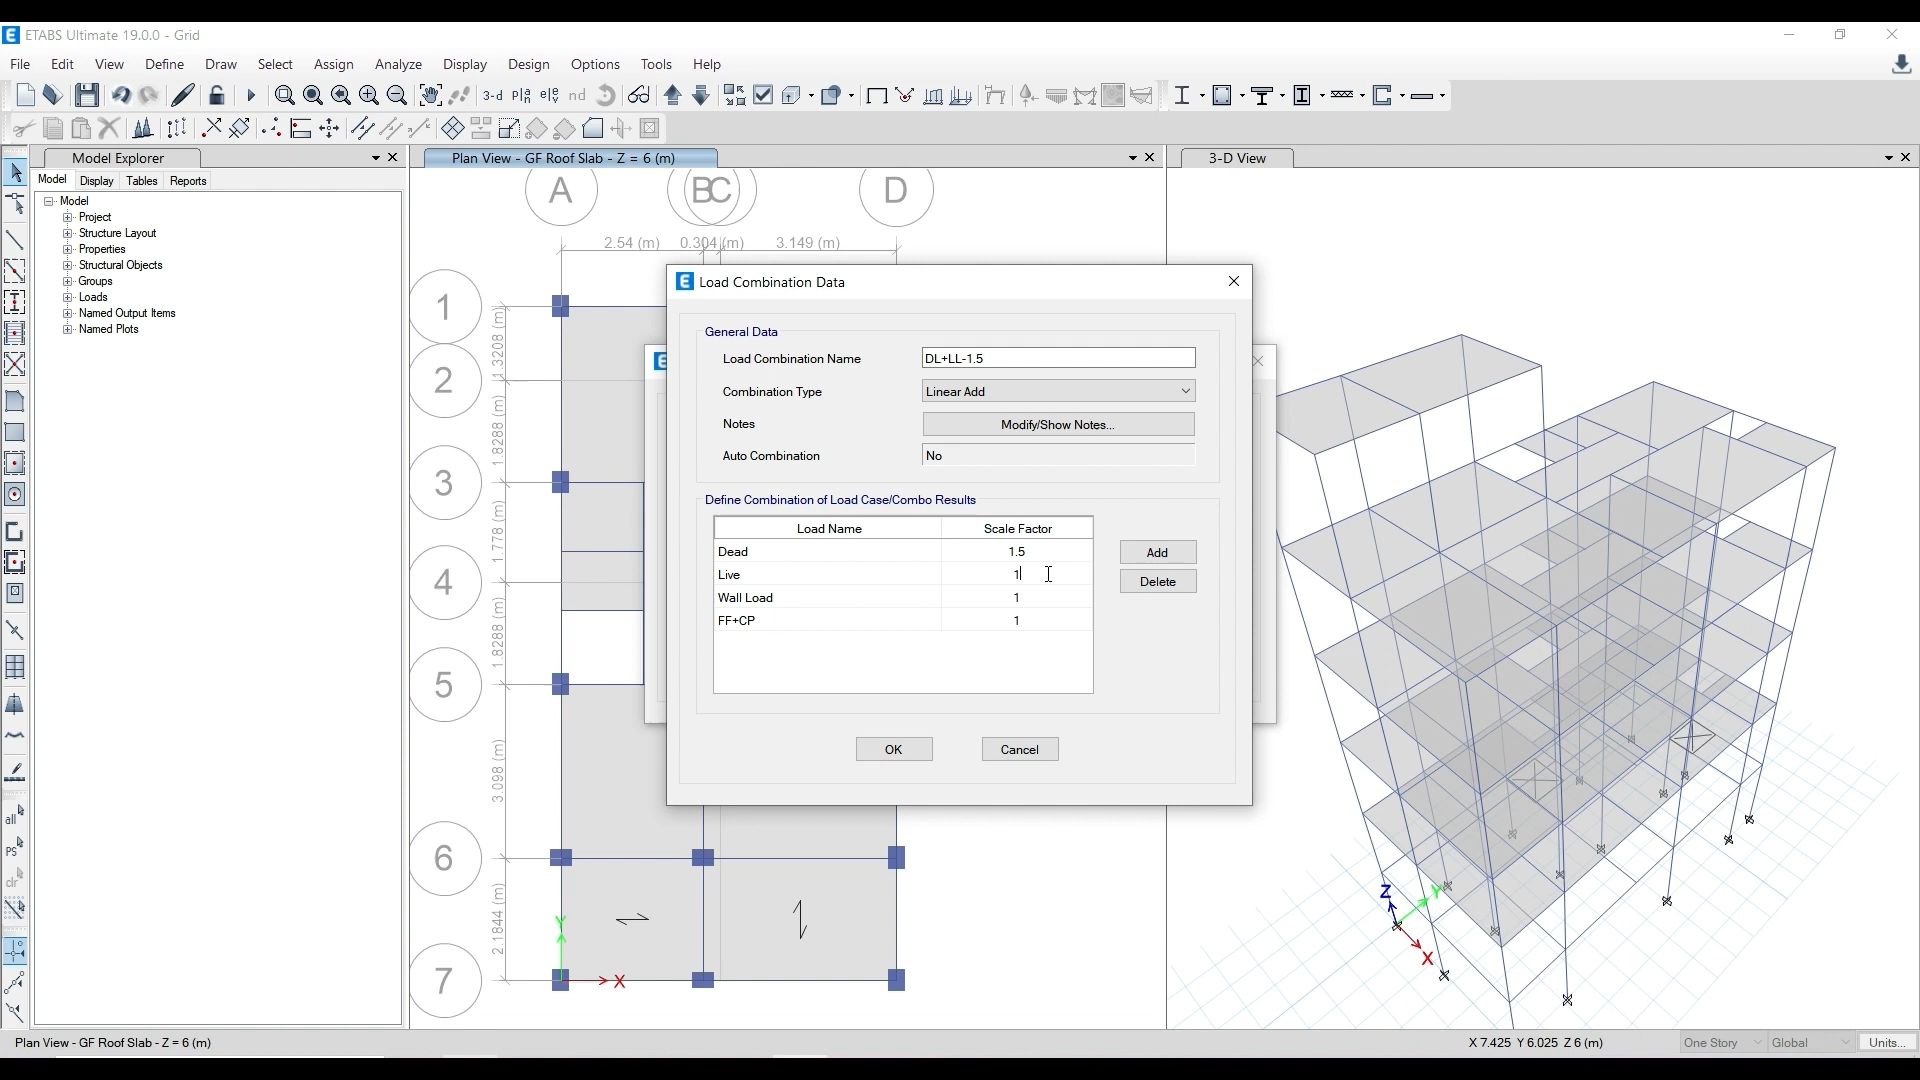 ETABS Ultimate 19.0.0 - Grid
File Edit View Define Draw Select Assign Analyze Display Design Options Tools Help
3-d pla ele nd
Model Explorer
Plan View - GF Roof Slab - Z = 6 (m)
3-D View
Model Display Tables Reports
Model
Project
Structure Layout
Properties
Structural Objects
Groups
Loads
Named Output Items
Named Plots
all
ps
clr
A B C D
2.54 (m) 0.304 (m) 3.149 (m)
1
1.3208 (m)
2
1.8288 (m)
3
1.778 (m)
4
1.8288 (m)
5
3.098 (m)
6
2.1844 (m)
7
Y
X
Load Combination Data
General Data
Load Combination Name DL+LL-1.5
Combination Type Linear Add
Notes Modify/Show Notes...
Auto Combination No
Define Combination of Load Case/Combo Results
Load Name Scale Factor
Dead 1.5
Live 1
Wall Load 1
FF+CP 1
Add
Delete
OK Cancel
Z
Y
X
Plan View - GF Roof Slab - Z = 6 (m)
X 7.425 Y 6.025 Z 6 (m)
One Story Global Units...